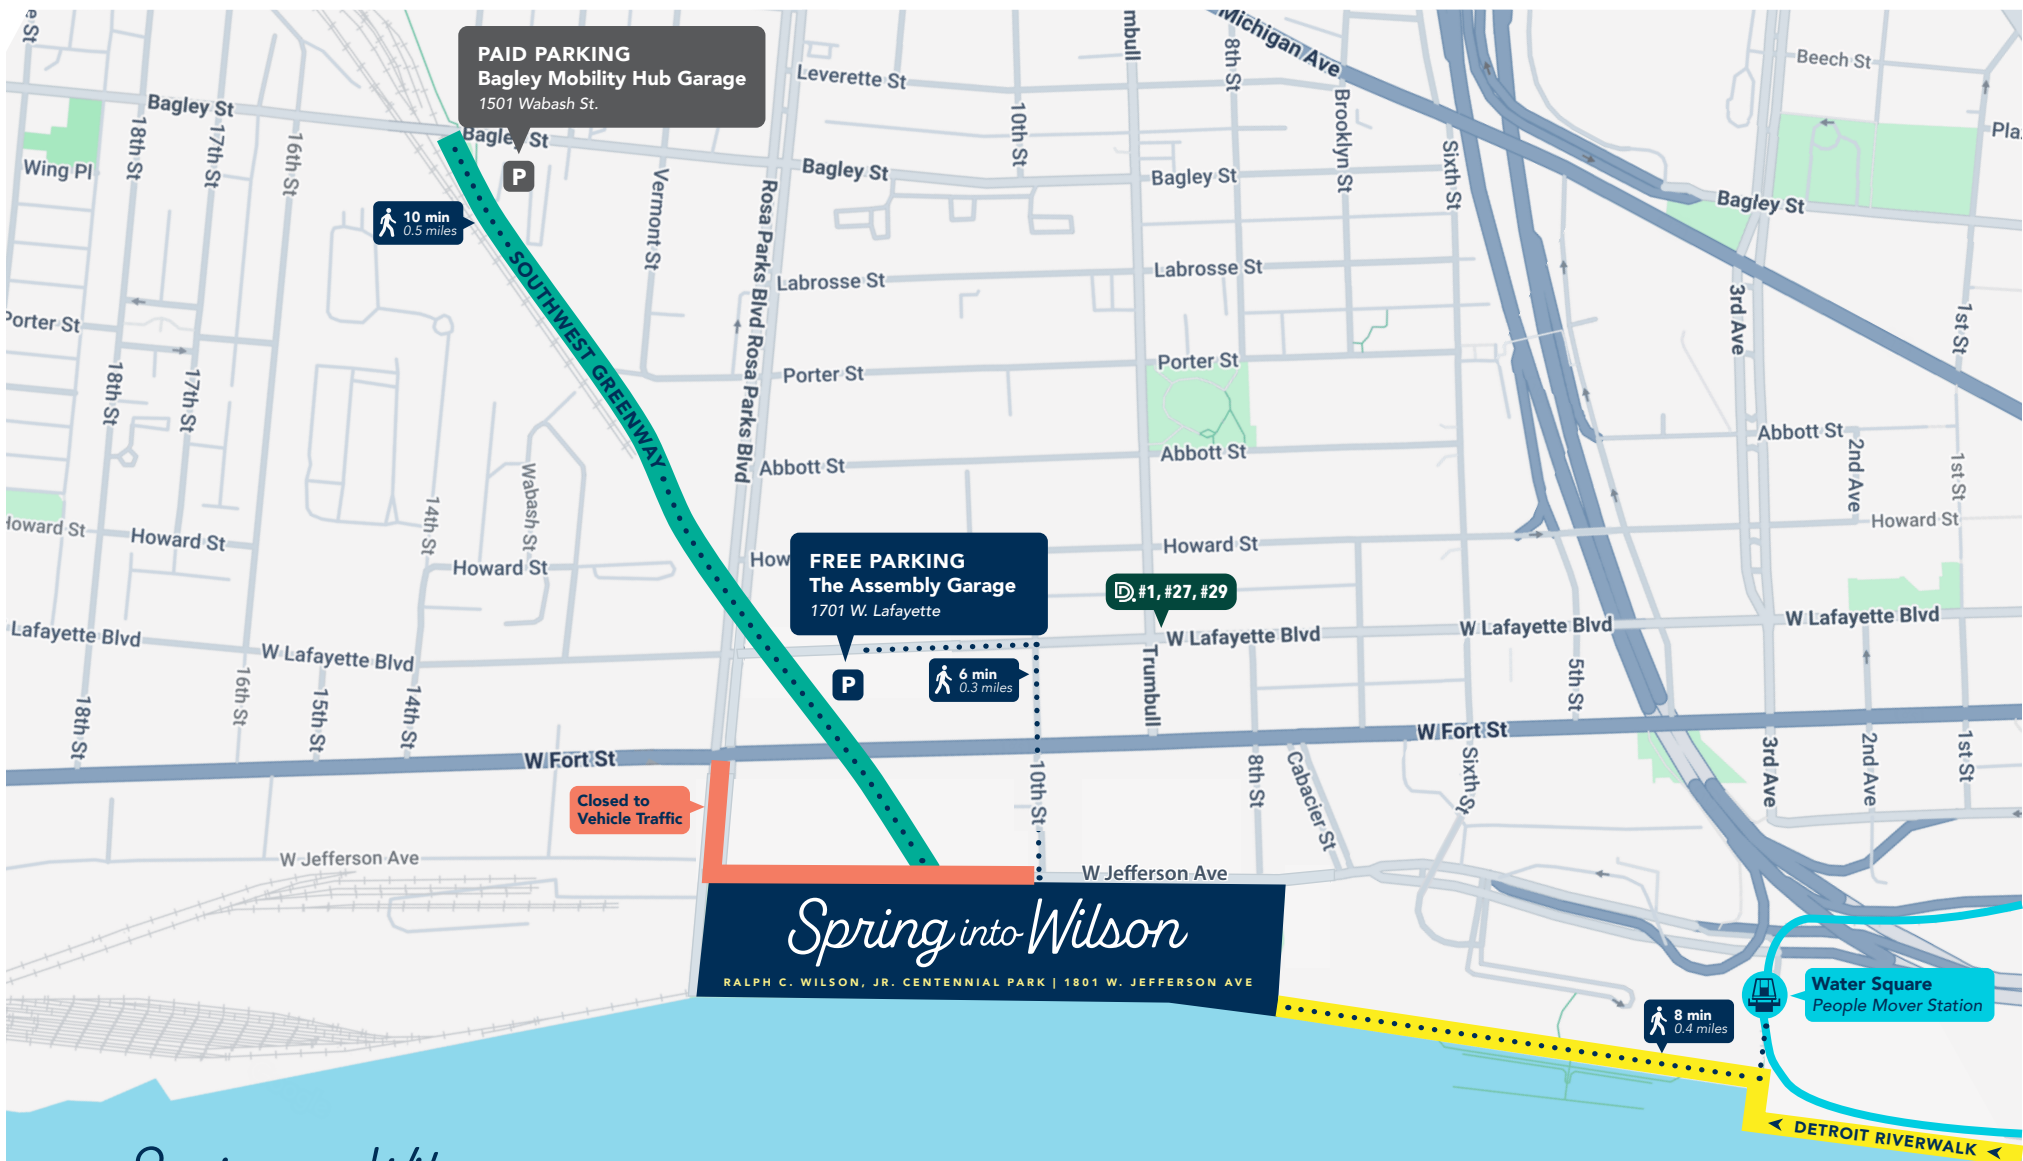 PAID PARKING
Bagley Mobility Hub Garage
1501 Wabash St.
P
Michigan Ave
8th St
Leverette St
10th St
Brooklyn St
Beech St
Bagley St
18th St
17th St
16th St
Bagley St
Wing Pl
Bagley St
Bagley St
Bagley St
Sixth St
Vermont St
Rosa Parks Blvd
Rosa Parks Blvd
10 min
0.5 miles
SOUTHWEST GREENWAY
Labrosse St
Labrosse St
3rd Ave
1st St
Porter St
Porter St
Porter St
18th St
17th St
Abbott St
Abbott St
Abbott St
2nd Ave
1st St
Wabash St
14th St
Howard St
Howard St
Howard St
Howard St
Howard St
FREE PARKING
The Assembly Garage
1701 W. Lafayette
P
D. #1, #27, #29
Lafayette Blvd
W Lafayette Blvd
W Lafayette Blvd
W Lafayette Blvd
W Lafayette Blvd
6 min
0.3 miles
Trumbull
5th St
18th St
16th St
15th St
14th St
W Fort St
W Fort St
10th St
8th St
Cabacier St
Sixth St
3rd Ave
2nd Ave
1st St
Closed to
Vehicle Traffic
W Jefferson Ave
W Jefferson Ave
Spring into Wilson
RALPH C. WILSON, JR. CENTENNIAL PARK | 1801 W. JEFFERSON AVE
Water Square
People Mover Station
8 min
0.4 miles
DETROIT RIVERWALK